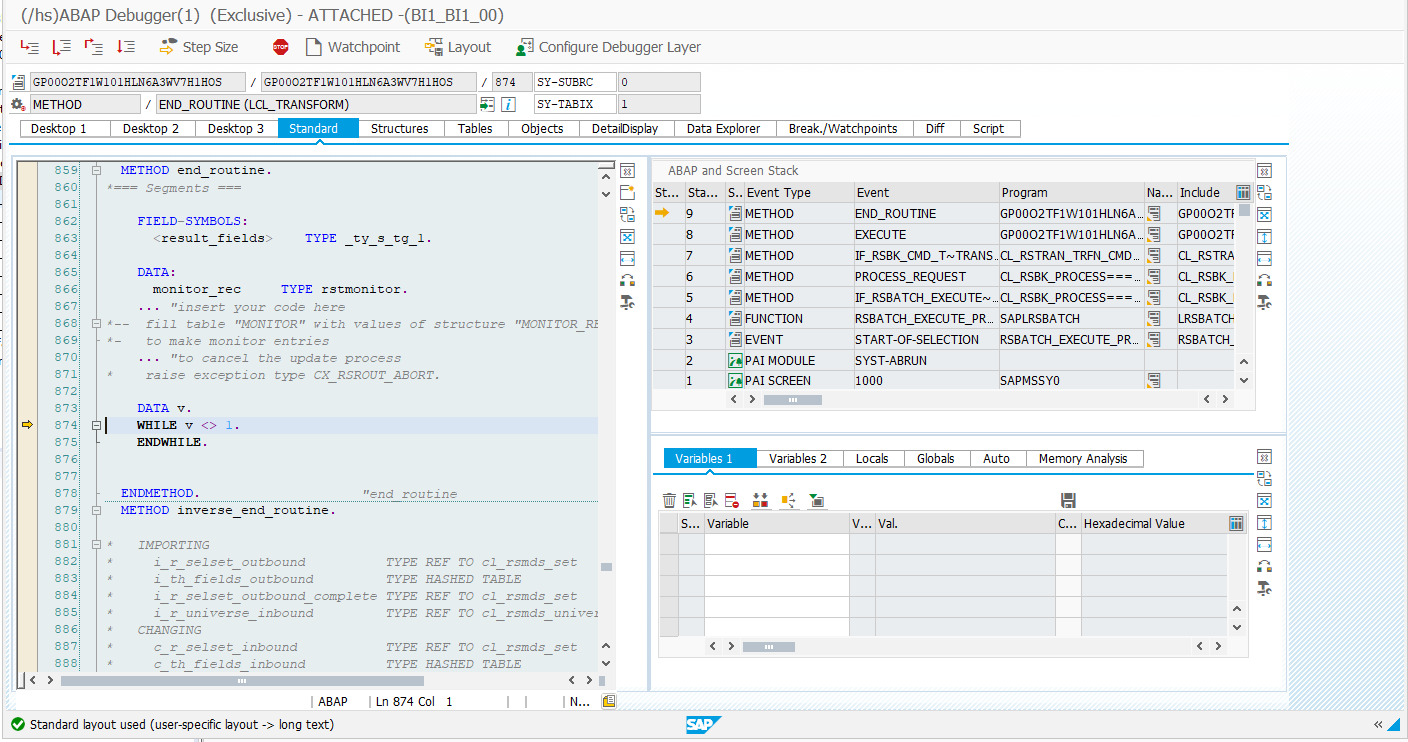 (/hs)ABAP Debugger(1) (Exclusive) - ATTACHED -(BI1_BI1_00)
Step Size STOP Watchpoint Layout Configure Debugger Layer
GP00O2TF1W101HLN6A3WV7H1HOS / GP00O2TF1W101HLN6A3WV7H1HOS / 874 SY-SUBRC 0
METHOD / END_ROUTINE (LCL_TRANSFORM) SY-TABIX 1
Desktop 1 Desktop 2 Desktop 3 Standard Structures Tables Objects DetailDisplay Data Explorer Break./Watchpoints Diff Script
859 METHOD end_routine.
860 *=== Segments ===
861
862 FIELD-SYMBOLS:
863 <result_fields> TYPE _ty_s_tg_1.
864
865 DATA:
866 monitor_rec TYPE rstmonitor.
867 ... "insert your code here
868 *-- fill table "MONITOR" with values of structure "MONITOR_RE
869 *- to make monitor entries
870 ... "to cancel the update process
871 * raise exception type CX_RSROUT_ABORT.
872
873 DATA v.
874 WHILE v <> 1.
875 ENDWHILE.
876
877
878 ENDMETHOD. "end_routine
879 METHOD inverse_end_routine.
880
881 * IMPORTING
882 * i_r_selset_outbound TYPE REF TO cl_rsmds_set
883 * i_th_fields_outbound TYPE HASHED TABLE
884 * i_r_selset_outbound_complete TYPE REF TO cl_rsmds_set
885 * i_r_universe_inbound TYPE REF TO cl_rsmds_univer
886 * CHANGING
887 * c_r_selset_inbound TYPE REF TO cl_rsmds_set
888 * c_th_fields_inbound TYPE HASHED TABLE
ABAP Ln 874 Col 1 N...
ABAP and Screen Stack
St... Sta... S.. Event Type Event Program Na... Include
9 METHOD END_ROUTINE GP00O2TF1W101HLN6A... GP00O2TF
8 METHOD EXECUTE GP00O2TF1W101HLN6A... GP00O2TF
7 METHOD IF_RSBK_CMD_T~TRANS... CL_RSTRAN_TRFN_CMD... CL_RSTRA
6 METHOD PROCESS_REQUEST CL_RSBK_PROCESS===... CL_RSBK_
5 METHOD IF_RSBATCH_EXECUTE~... CL_RSBK_PROCESS===... CL_RSBK_
4 FUNCTION RSBATCH_EXECUTE_PR... SAPLRSBATCH LRSBATCH
3 EVENT START-OF-SELECTION RSBATCH_EXECUTE_PR... RSBATCH_
2 PAI MODULE SYST-ABRUN
1 PAI SCREEN 1000 SAPMSSY0
Variables 1 Variables 2 Locals Globals Auto Memory Analysis
S... Variable V... Val. C... Hexadecimal Value
Standard layout used (user-specific layout -> long text)
SAP